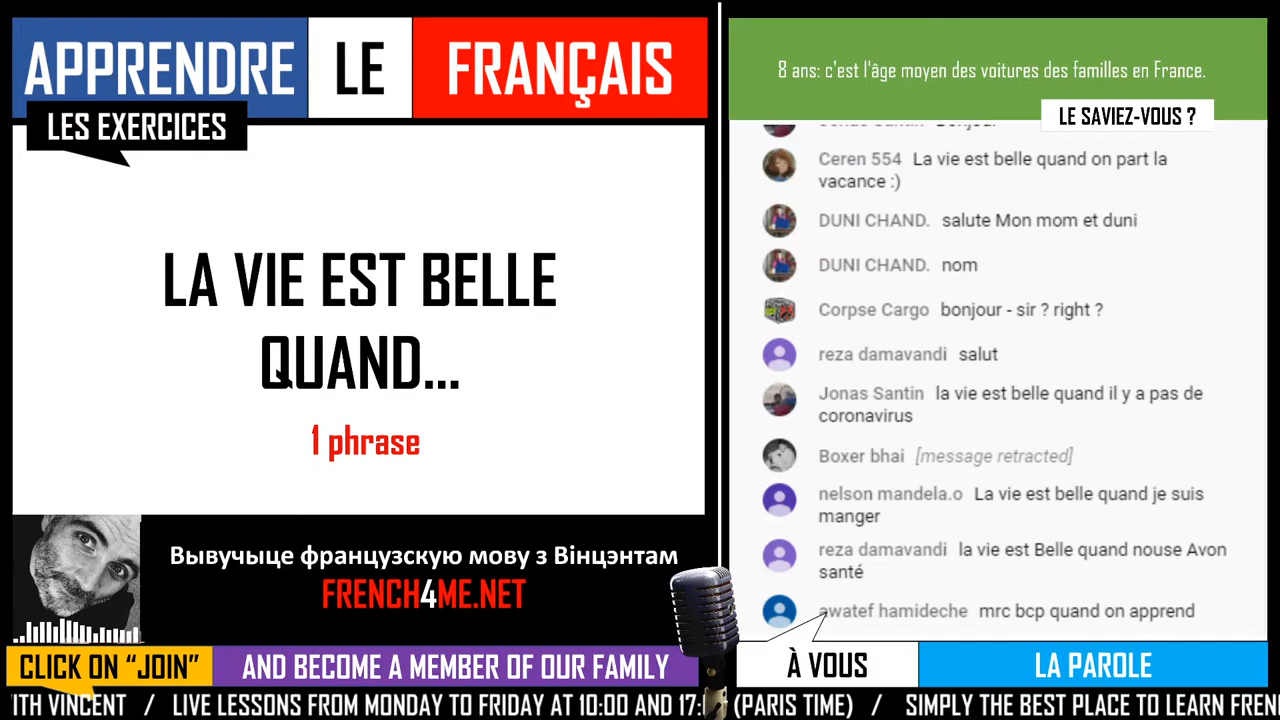 APPRENDRE LE FRANÇAIS
LES EXERCICES
LA VIE EST BELLE
QUAND...
1 phrase
Вывучыце французскую мову з Вінцэнтам
FRENCH4ME.NET
CLICK ON “JOIN” AND BECOME A MEMBER OF OUR FAMILY
8 ans: c'est l'âge moyen des voitures des familles en France.
LE SAVIEZ-VOUS ?
Ceren 554 La vie est belle quand on part la
vacance :)
DUNI CHAND. salute Mon mom et duni
DUNI CHAND. nom
Corpse Cargo bonjour - sir ? right ?
reza damavandi salut
Jonas Santin la vie est belle quand il y a pas de
coronavirus
Boxer bhai [message retracted]
nelson mandela.o La vie est belle quand je suis
manger
reza damavandi la vie est Belle quand nouse Avon
santé
awatef hamideche mrc bcp quand on apprend
À VOUS LA PAROLE
ITH VINCENT / LIVE LESSONS FROM MONDAY TO FRIDAY AT 10:00 AND 17: (PARIS TIME) / SIMPLY THE BEST PLACE TO LEARN FREN